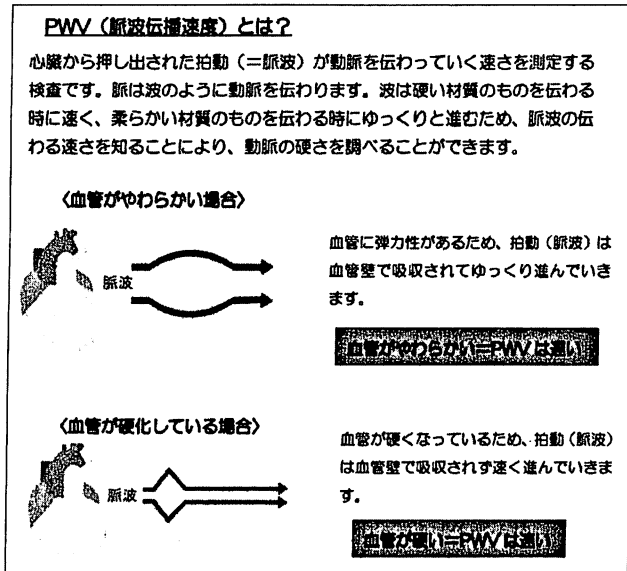 PWV（脈波伝播速度）とは？
心臓から押し出された拍動（＝脈波）が動脈を伝わっていく速さを測定する
検査です。脈は波のように動脈を伝わります。波は硬い材質のものを伝わる
時に速く、柔らかい材質のものを伝わる時にゆっくりと進むため、脈波の伝
わる速さを知ることにより、動脈の硬さを調べることができます。
〈血管がやわらかい場合〉
脈波
血管に弾力性があるため、拍動（脈波）は
血管壁で吸収されてゆっくり進んでいき
ます。
血管がやわらかい＝PWVは遅い
〈血管が硬化している場合〉
脈波
血管が硬くなっているため、拍動（脈波）
は血管壁で吸収されず速く進んでいきま
す。
血管が硬い＝PWVは速い